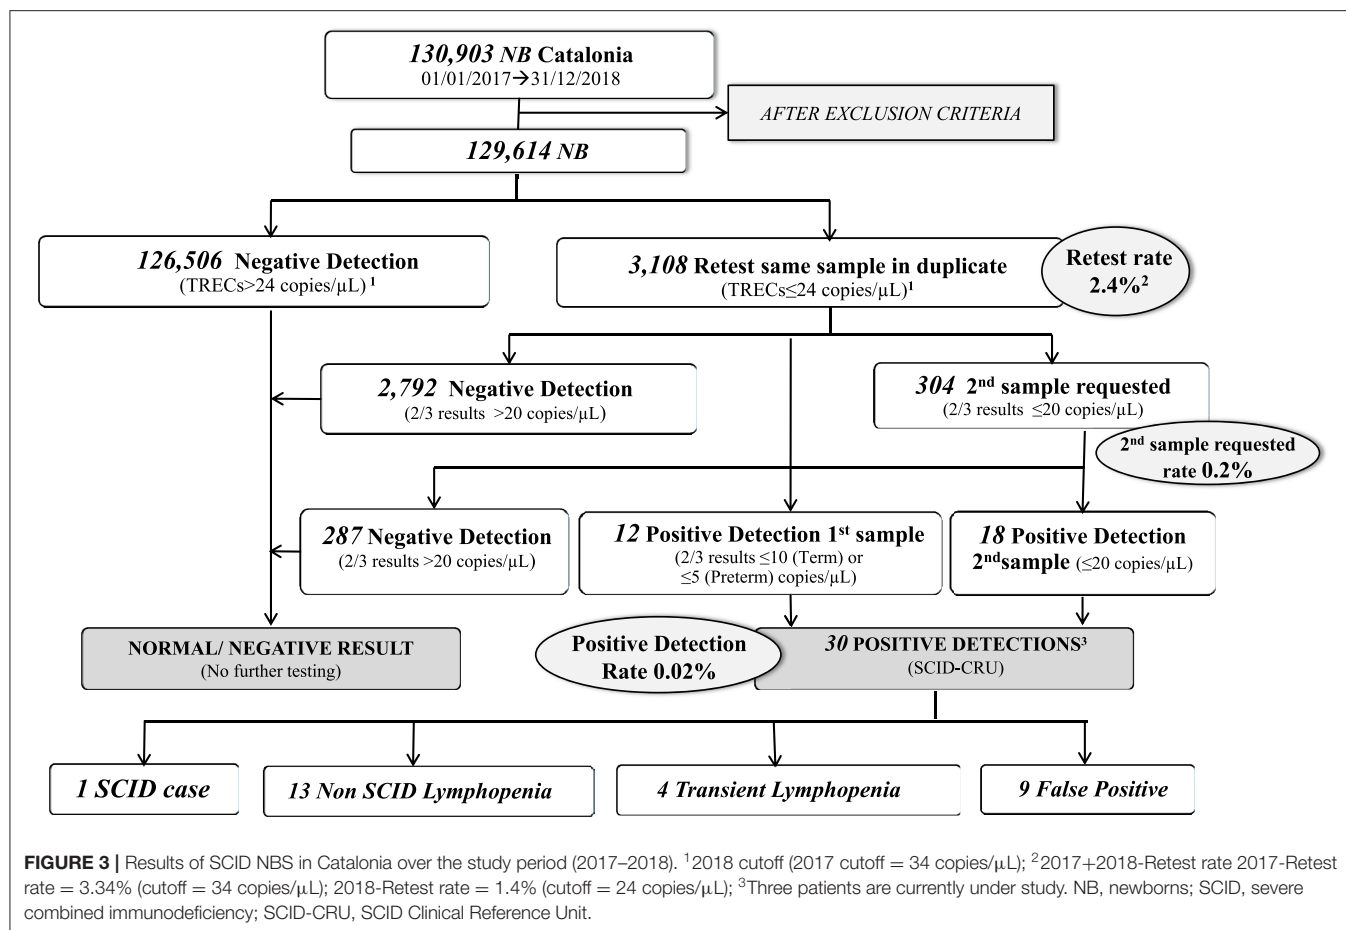 130,903 NB Catalonia
01/01/2017→31/12/2018
AFTER EXCLUSION CRITERIA
129,614 NB
126,506 Negative Detection
(TRECs>24 copies/µL) 1
3,108 Retest same sample in duplicate
(TRECs≤24 copies/µL)1
Retest rate
2.4%2
2,792 Negative Detection
(2/3 results >20 copies/µL)
304 2nd sample requested
(2/3 results ≤20 copies/µL)
2nd sample requested
rate 0.2%
287 Negative Detection
(2/3 results >20 copies/µL)
12 Positive Detection 1st sample
(2/3 results ≤10 (Term) or
≤5 (Preterm) copies/µL)
18 Positive Detection
2ndsample (≤20 copies/µL)
NORMAL/ NEGATIVE RESULT
(No further testing)
Positive Detection
Rate 0.02%
30 POSITIVE DETECTIONS3
(SCID-CRU)
1 SCID case
13 Non SCID Lymphopenia
4 Transient Lymphopenia
9 False Positive
FIGURE 3 | Results of SCID NBS in Catalonia over the study period (2017–2018). 12018 cutoff (2017 cutoff = 34 copies/µL); 22017+2018-Retest rate 2017-Retest
rate = 3.34% (cutoff = 34 copies/µL); 2018-Retest rate = 1.4% (cutoff = 24 copies/µL); 3Three patients are currently under study. NB, newborns; SCID, severe
combined immunodeficiency; SCID-CRU, SCID Clinical Reference Unit.